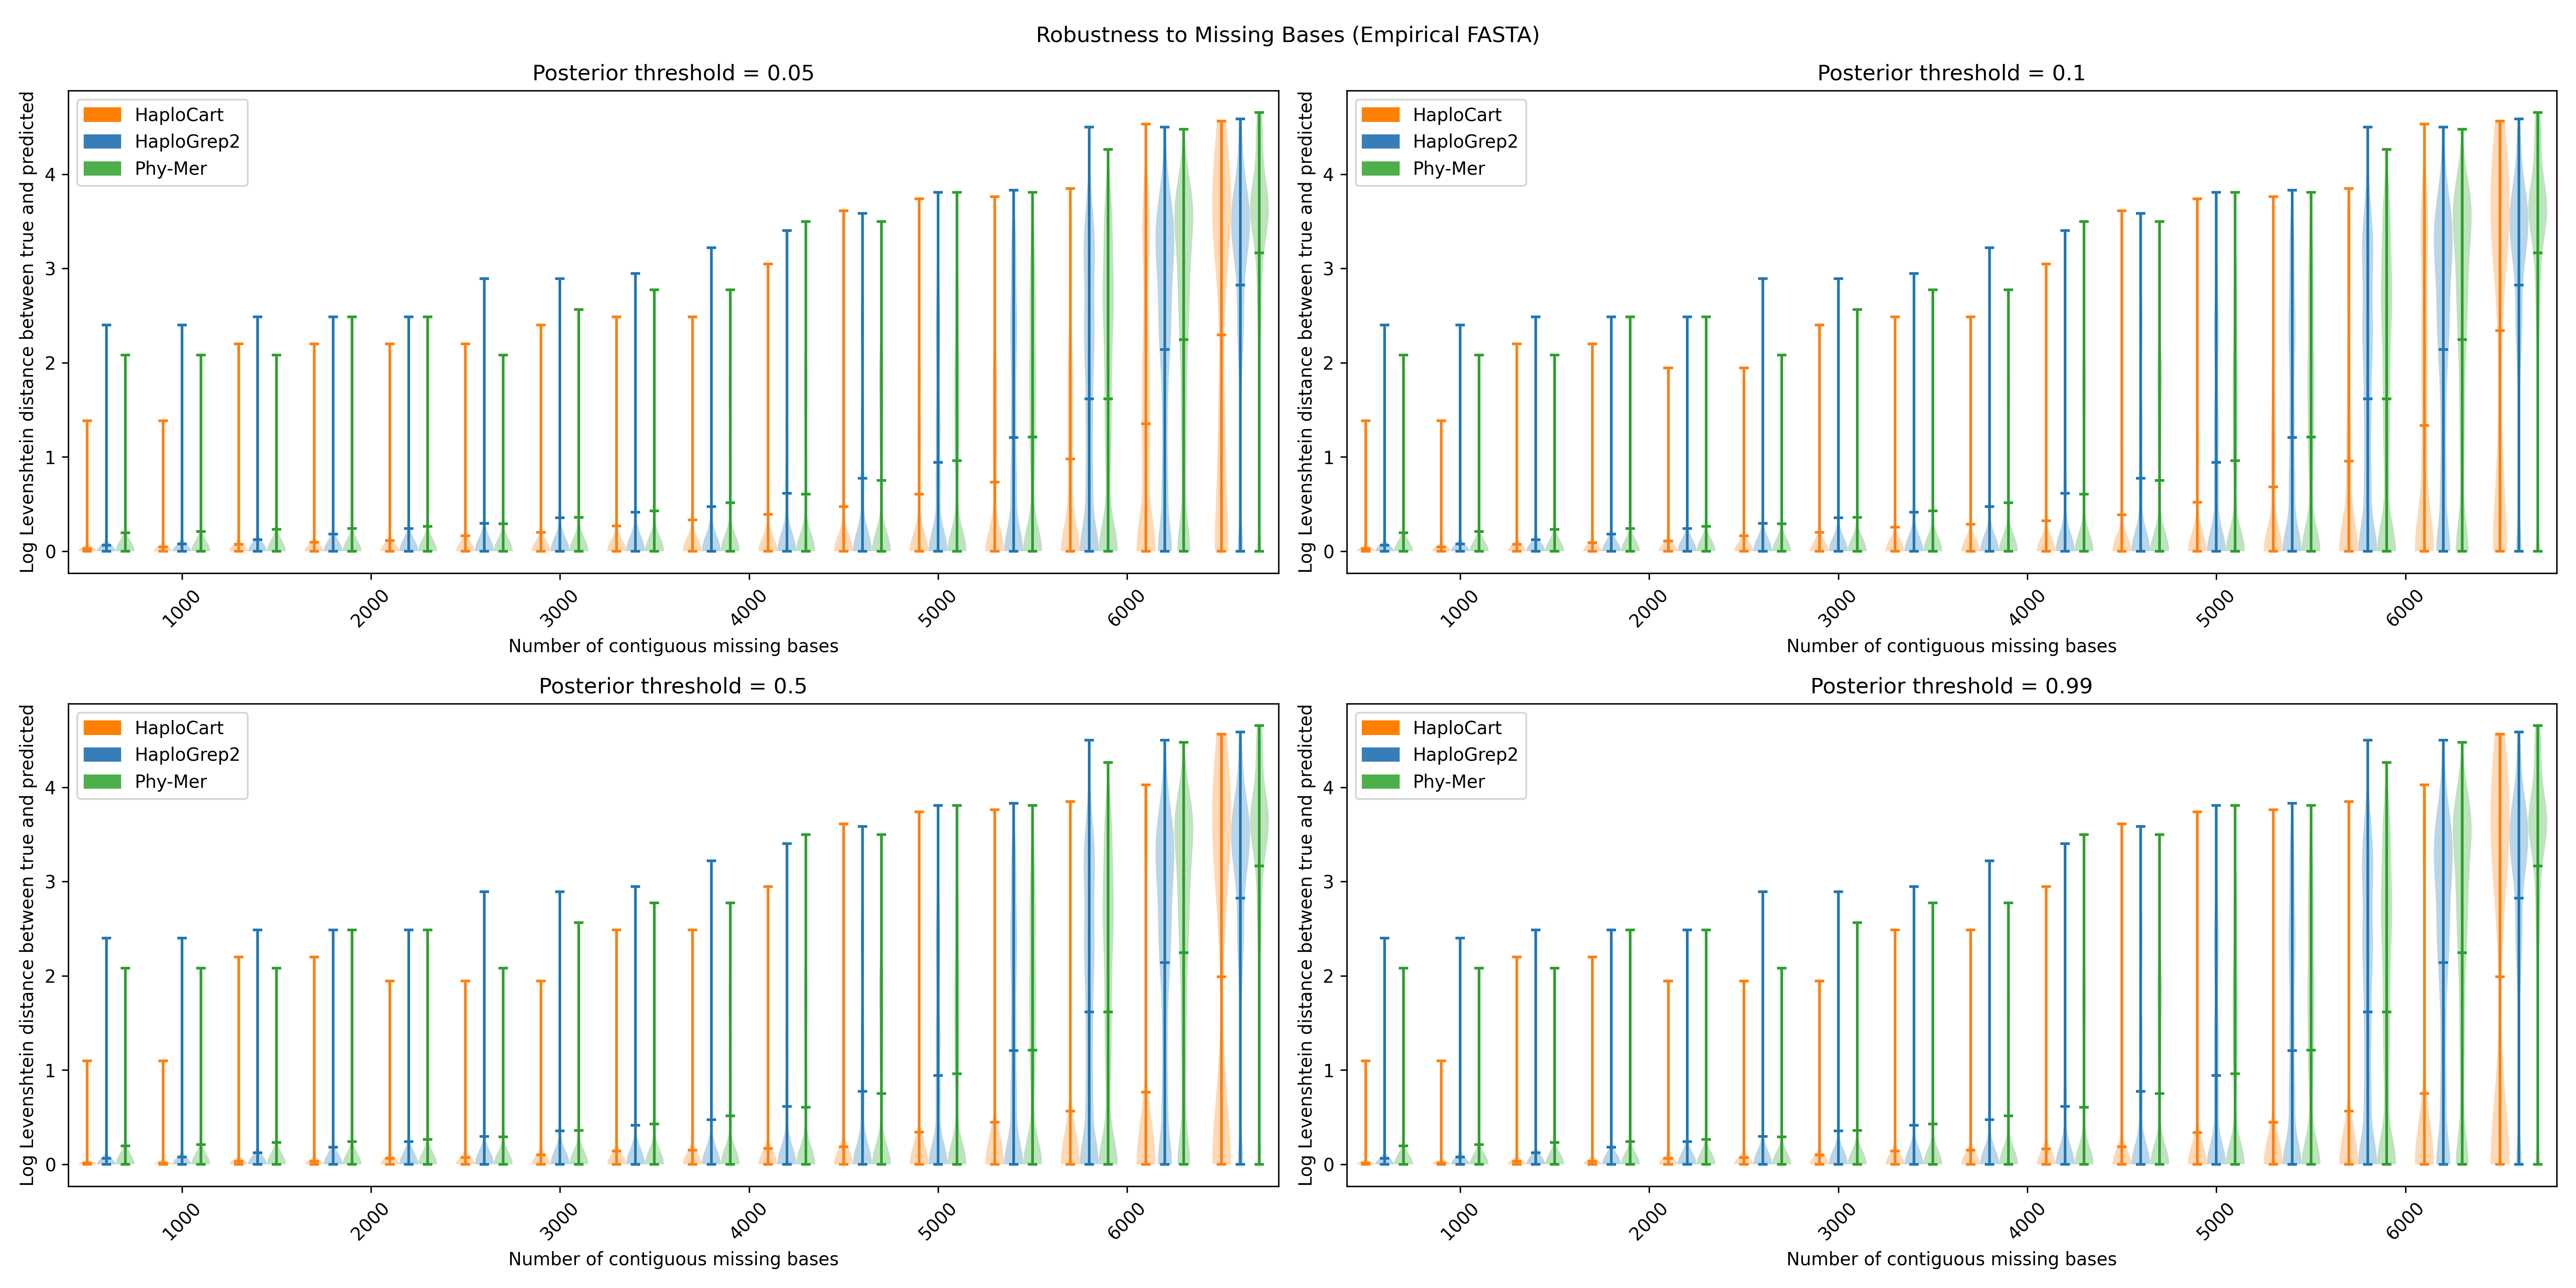 Robustness to Missing Bases (Empirical FASTA)
Posterior threshold = 0.05
Log Levenshtein distance between true and predicted
HaploCart
HaploGrep2
Phy-Mer
4
3
2
1
0
1000
2000
3000
4000
5000
6000
Number of contiguous missing bases
Posterior threshold = 0.1
Log Levenshtein distance between true and predicted
HaploCart
HaploGrep2
Phy-Mer
4
3
2
1
0
1000
2000
3000
4000
5000
6000
Number of contiguous missing bases
Posterior threshold = 0.5
Log Levenshtein distance between true and predicted
HaploCart
HaploGrep2
Phy-Mer
4
3
2
1
0
1000
2000
3000
4000
5000
6000
Number of contiguous missing bases
Posterior threshold = 0.99
Log Levenshtein distance between true and predicted
HaploCart
HaploGrep2
Phy-Mer
4
3
2
1
0
1000
2000
3000
4000
5000
6000
Number of contiguous missing bases